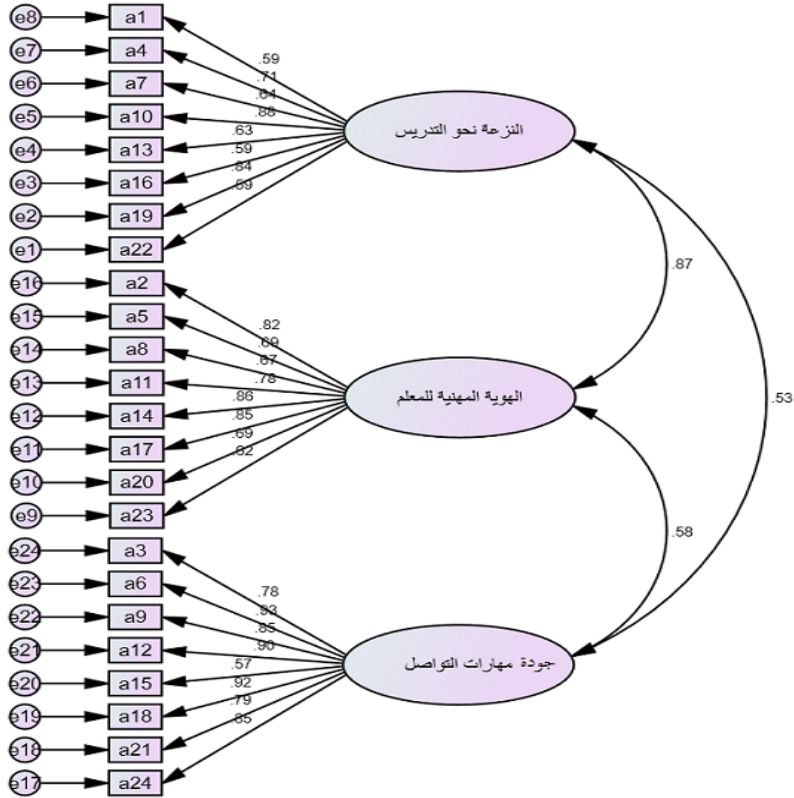 e8 a1
e7 a4
e6 a7
e5 a10
e4 a13
e3 a16
e2 a19
e1 a22
.59
.71
.64
.88
.63
.59
.84
.59
النزعة نحو التدريس
.87
e16 a2
e15 a5
e14 a8
e13 a11
e12 a14
e11 a17
e10 a20
e9 a23
.82
.69
.67
.78
.86
.85
.69
.82
الهوية المهنية للمعلم
.53
.58
e24 a3
e23 a6
e22 a9
e21 a12
e20 a15
e19 a18
e18 a21
e17 a24
.78
.93
.85
.90
.57
.92
.79
.85
جودة مهارات التواصل